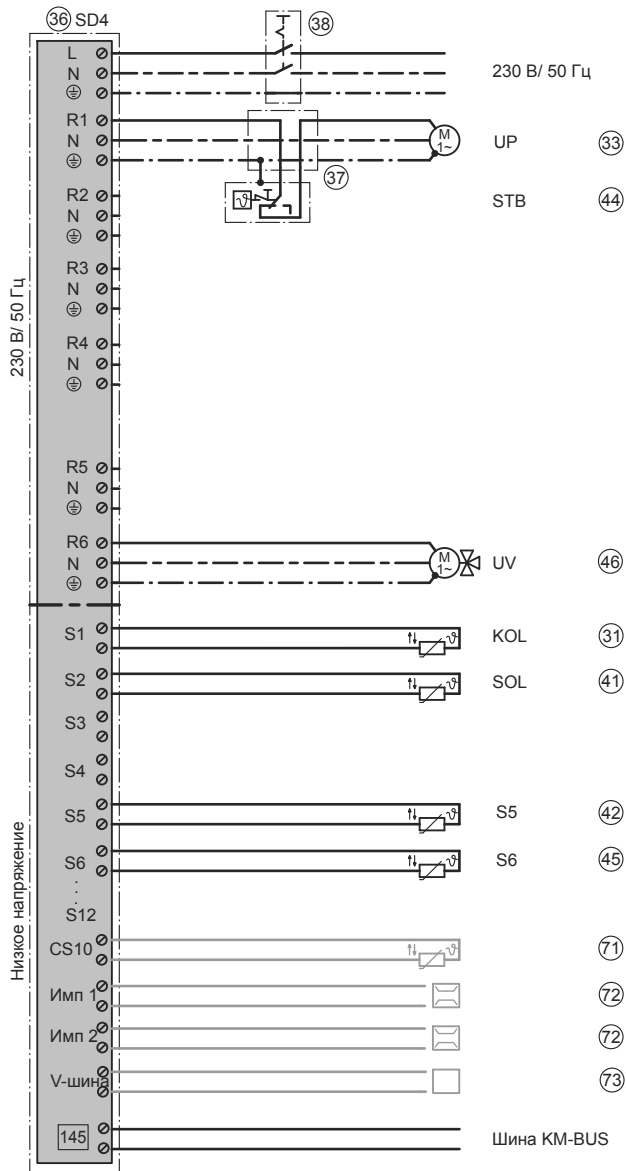 36 SD4
38
L
N
230 В/ 50 Гц
R1
N
M
1~
UP
33
37
R2
N
ϑ
STB
44
R3
N
230 В/ 50 Гц
R4
N
R5
N
R6
N
M
1~
UV
46
S1
ϑ
KOL
31
S2
ϑ
SOL
41
S3
S4
S5
ϑ
S5
42
S6
ϑ
S6
45
S12
Низкое напряжение
CS10
ϑ
71
Имп 1
72
Имп 2
72
V-шина
73
145
Шина KM-BUS